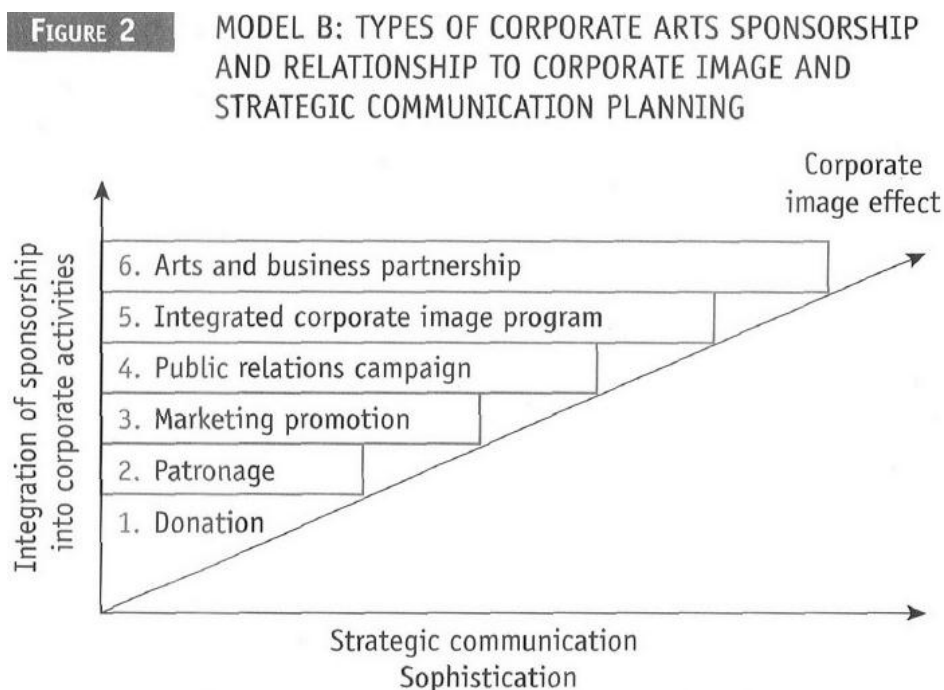 FIGURE 2
MODEL B: TYPES OF CORPORATE ARTS SPONSORSHIP
AND RELATIONSHIP TO CORPORATE IMAGE AND
STRATEGIC COMMUNICATION PLANNING
Corporate
image effect
Integration of sponsorship
into corporate activities
6. Arts and business partnership
5. Integrated corporate image program
4. Public relations campaign
3. Marketing promotion
2. Patronage
1. Donation
Strategic communication
Sophistication